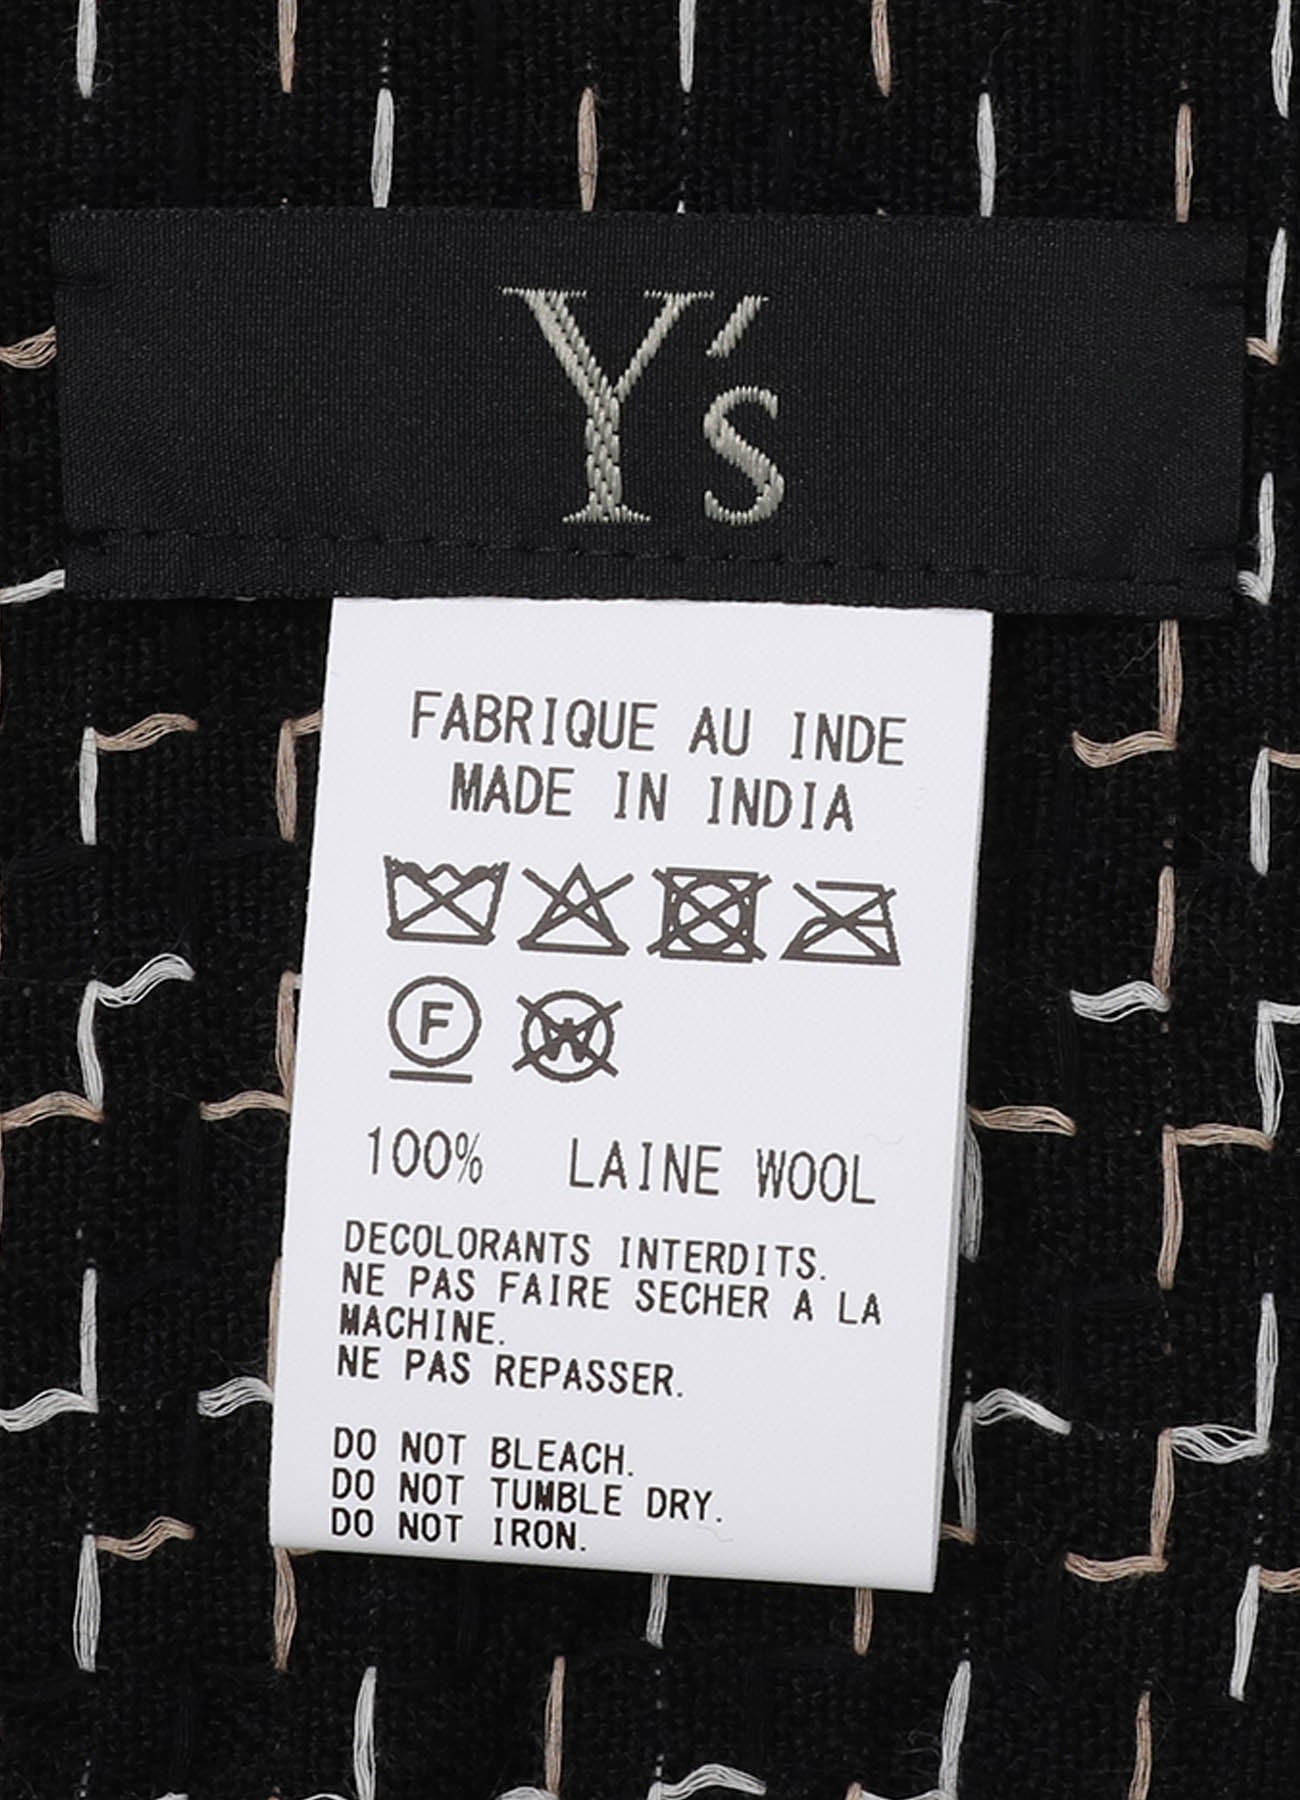 Y's
FABRIQUE AU INDE
MADE IN INDIA
F W
100% LAINE WOOL
DECOLORANTS INTERDITS.
NE PAS FAIRE SECHER A LA
MACHINE.
NE PAS REPASSER.
DO NOT BLEACH.
DO NOT TUMBLE DRY.
DO NOT IRON.